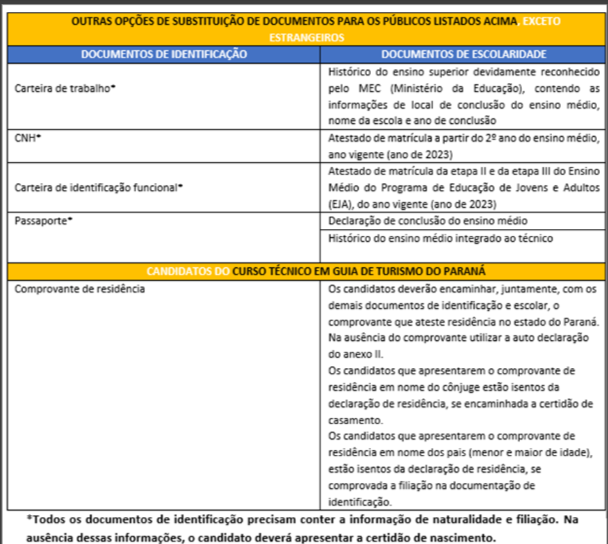 OUTRAS OPÇÕES DE SUBSTITUIÇÃO DE DOCUMENTOS PARA OS PÚBLICOS LISTADOS ACIMA, EXCETO
ESTRANGEIROS
DOCUMENTOS DE IDENTIFICAÇÃO
DOCUMENTOS DE ESCOLARIDADE
Carteira de trabalho*
Histórico do ensino superior devidamente reconhecido
pelo MEC (Ministério da Educação), contendo as
informações de local de conclusão do ensino médio,
nome da escola e ano de conclusão
CNH*
Atestado de matrícula a partir do 2º ano do ensino médio,
ano vigente (ano de 2023)
Carteira de identificação funcional*
Atestado de matrícula da etapa II e da etapa III do Ensino
Médio do Programa de Educação de Jovens e Adultos
(EJA), do ano vigente (ano de 2023)
Passaporte*
Declaração de conclusão do ensino médio
Histórico do ensino médio integrado ao técnico
CANDIDATOS DO CURSO TÉCNICO EM GUIA DE TURISMO DO PARANÁ
Comprovante de residência
Os candidatos deverão encaminhar, juntamente, com os
demais documentos de identificação e escolar, o
comprovante que ateste residência no estado do Paraná.
Na ausência do comprovante utilizar a auto declaração
do anexo II.
Os candidatos que apresentarem o comprovante de
residência em nome do cônjuge estão isentos da
declaração de residência, se encaminhada a certidão de
casamento.
Os candidatos que apresentarem o comprovante de
residência em nome dos pais (menor e maior de idade),
estão isentos da declaração de residência, se
comprovada a filiação na documentação de
identificação.
*Todos os documentos de identificação precisam conter a informação de naturalidade e filiação. Na
ausência dessas informações, o candidato deverá apresentar a certidão de nascimento.